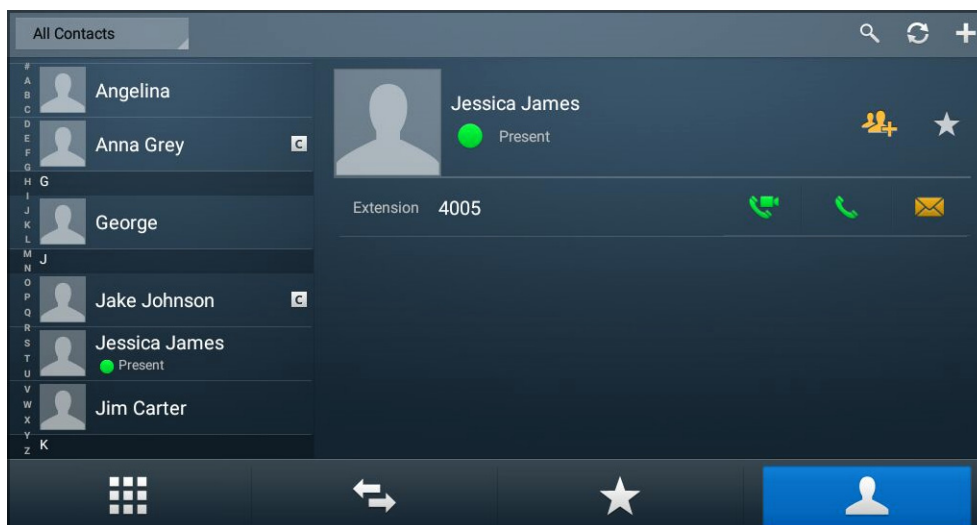 All Contacts
#
A
B
C
D
E
F
G
H
I
J
K
L
M
N
O
P
Q
R
S
T
U
V
W
X
Y
Z
Angelina
Anna Grey C
G
George
J
Jake Johnson C
Jessica James
Present
Jim Carter
K
Jessica James
Present
Extension 4005